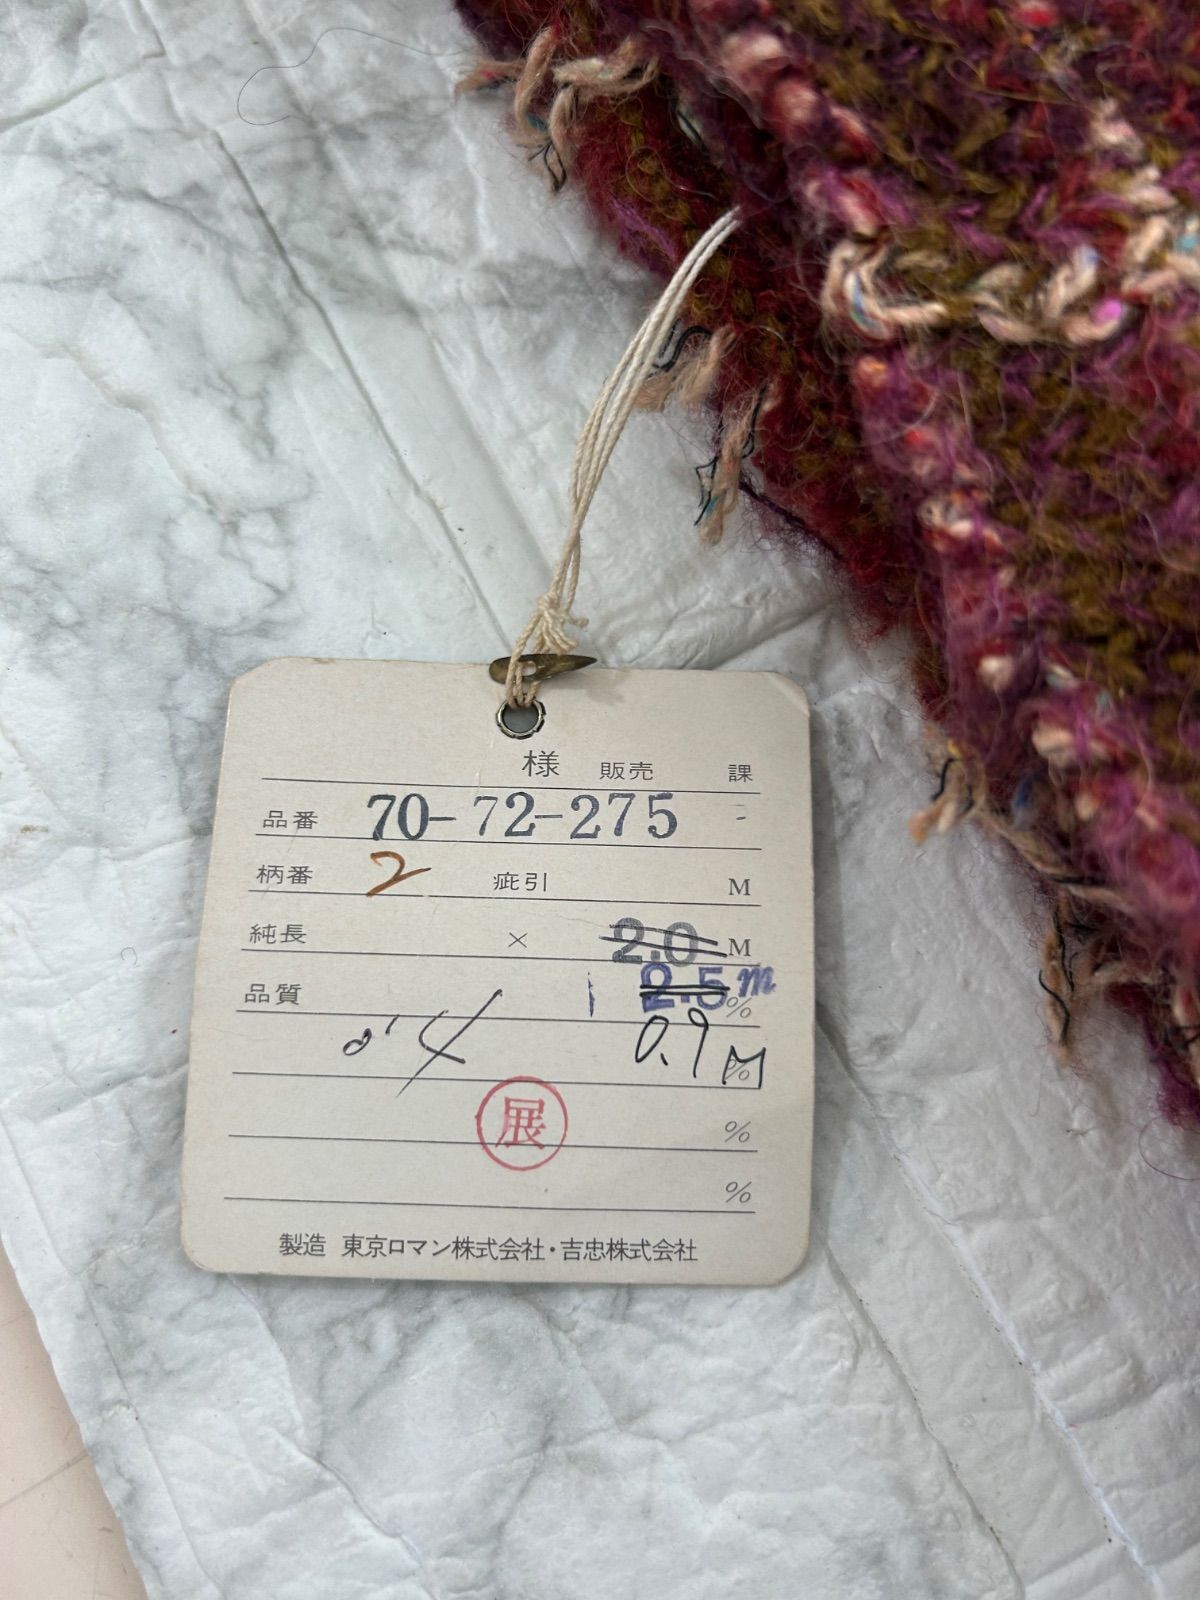 様 販売 課
品番 70-72-275 -
柄番 2 疵引 M
純長 × 2.0 M
品質 2.5 m %
0.9 M %
展 %
%
製造 東京ロマン株式会社・吉忠株式会社